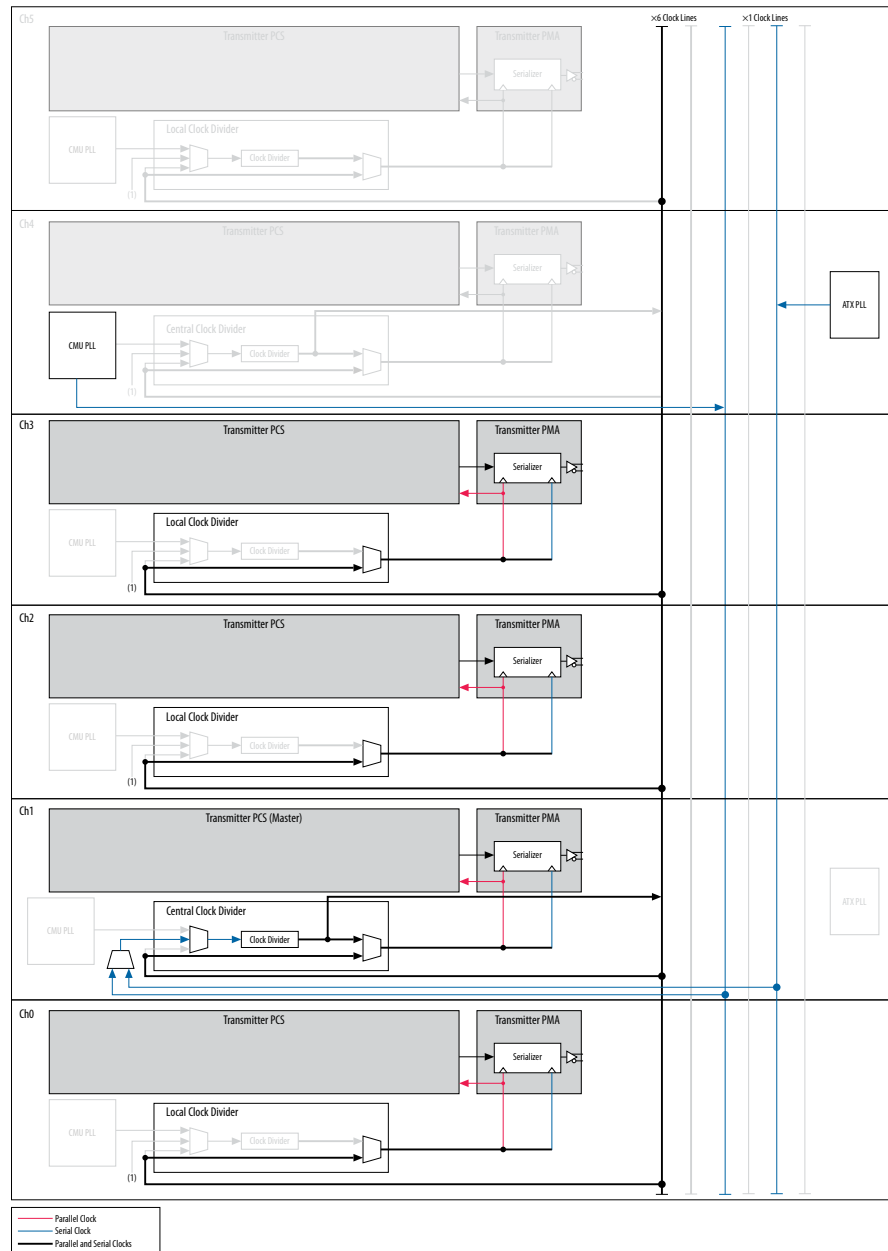 Ch5
×6 Clock Lines
×1 Clock Lines
Transmitter PCS
Transmitter PMA
Serializer
Local Clock Divider
CMU PLL
Clock Divider
(1)
Ch4
Transmitter PCS
Transmitter PMA
Serializer
ATX PLL
Central Clock Divider
CMU PLL
Clock Divider
(1)
Ch3
Transmitter PCS
Transmitter PMA
Serializer
Local Clock Divider
CMU PLL
Clock Divider
(1)
Ch2
Transmitter PCS
Transmitter PMA
Serializer
Local Clock Divider
CMU PLL
Clock Divider
(1)
Ch1
Transmitter PCS (Master)
Transmitter PMA
Serializer
ATX PLL
Central Clock Divider
CMU PLL
Clock Divider
Ch0
Transmitter PCS
Transmitter PMA
Serializer
Local Clock Divider
CMU PLL
Clock Divider
(1)
Parallel Clock
Serial Clock
Parallel and Serial Clocks